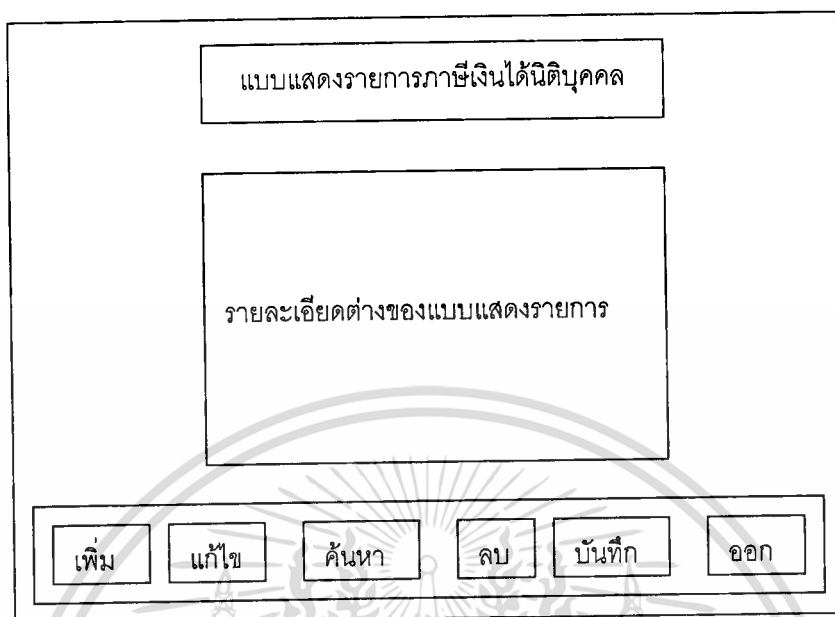 แบบแสดงรายการภาษีเงินได้นิติบุคคล
รายละเอียดต่างของแบบแสดงรายการ
เพิ่ม แก้ไข ค้นหา ลบ บันทึก ออก